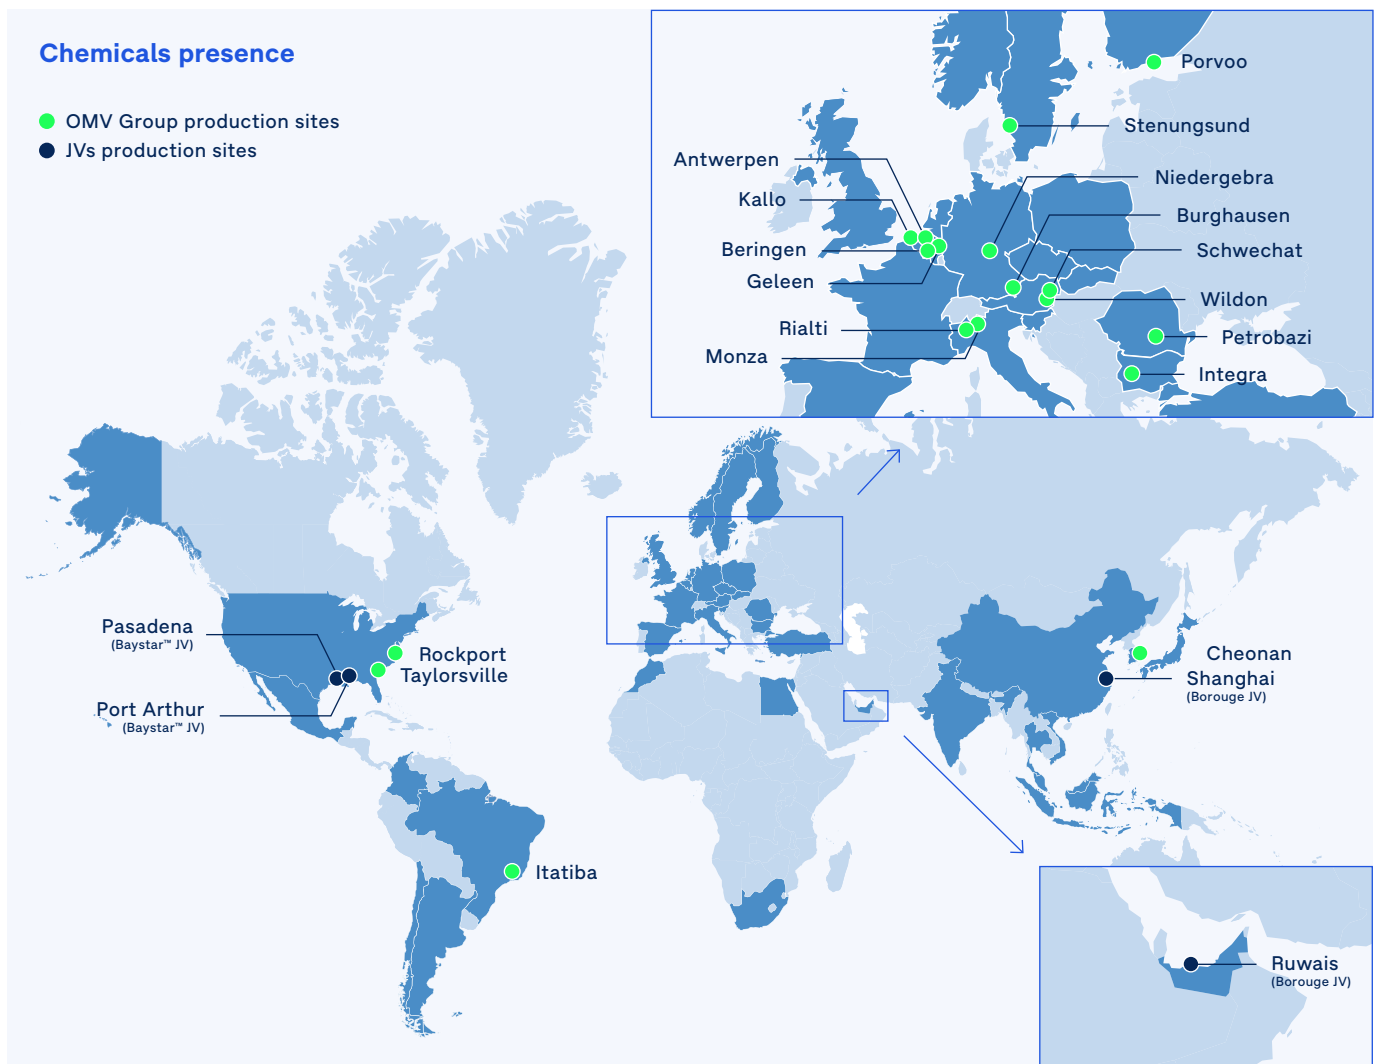 Chemicals presence
OMV Group production sites
JVs production sites
Porvoo
Stenungsund
Antwerpen
Niedergebra
Kallo
Burghausen
Beringen
Schwechat
Geleen
Wildon
Rialti
Petrobazi
Monza
Integra
Pasadena
(Baystar™ JV)
Rockport
Taylorsville
Port Arthur
(Baystar™ JV)
Cheonan
Shanghai
(Borouge JV)
Itatiba
Ruwais
(Borouge JV)